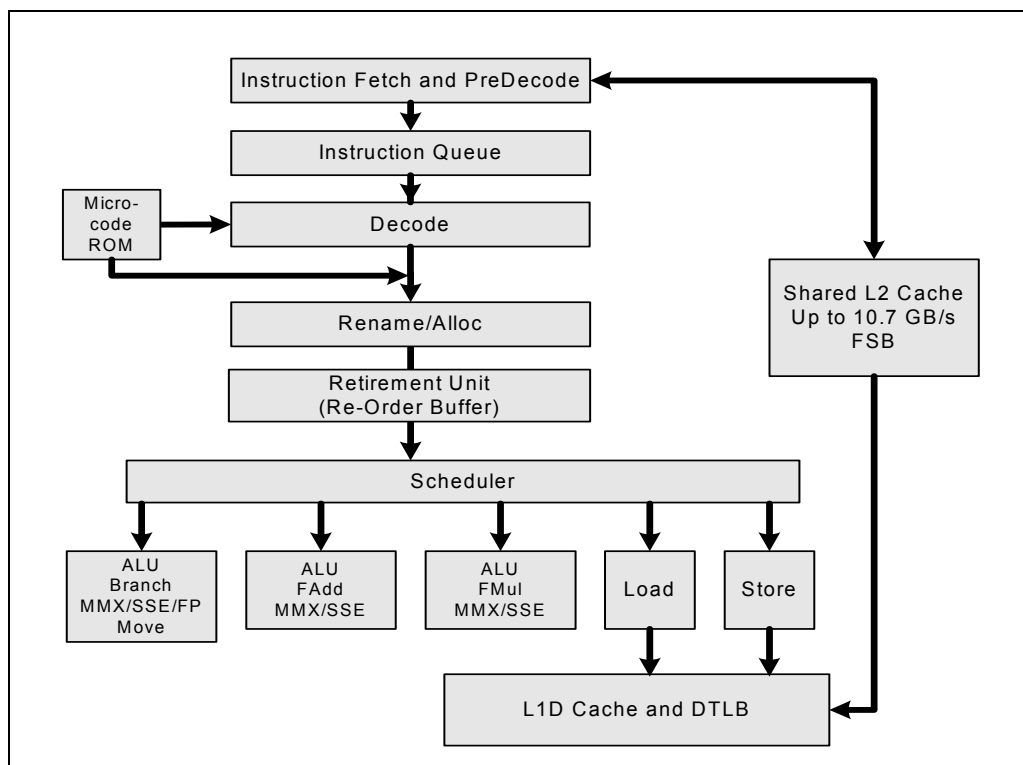 Instruction Fetch and PreDecode
Instruction Queue
Micro-
code
ROM
Decode
Shared L2 Cache
Up to 10.7 GB/s
FSB
Rename/Alloc
Retirement Unit
(Re-Order Buffer)
Scheduler
ALU
Branch
MMX/SSE/FP
Move
ALU
FAdd
MMX/SSE
ALU
FMul
MMX/SSE
Load
Store
L1D Cache and DTLB